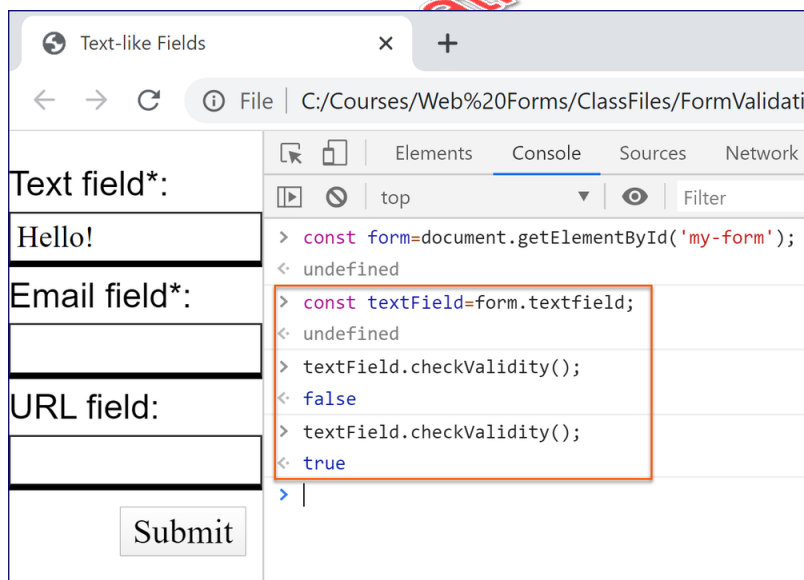 Text-like Fields
File C:/Courses/Web%20Forms/ClassFiles/FormValidati
Elements Console Sources Network
top Filter
Text field*:
Hello!
Email field*:
URL field:
Submit
> const form=document.getElementById('my-form');
undefined
> const textField=form.textfield;
undefined
> textField.checkValidity();
false
> textField.checkValidity();
true
>